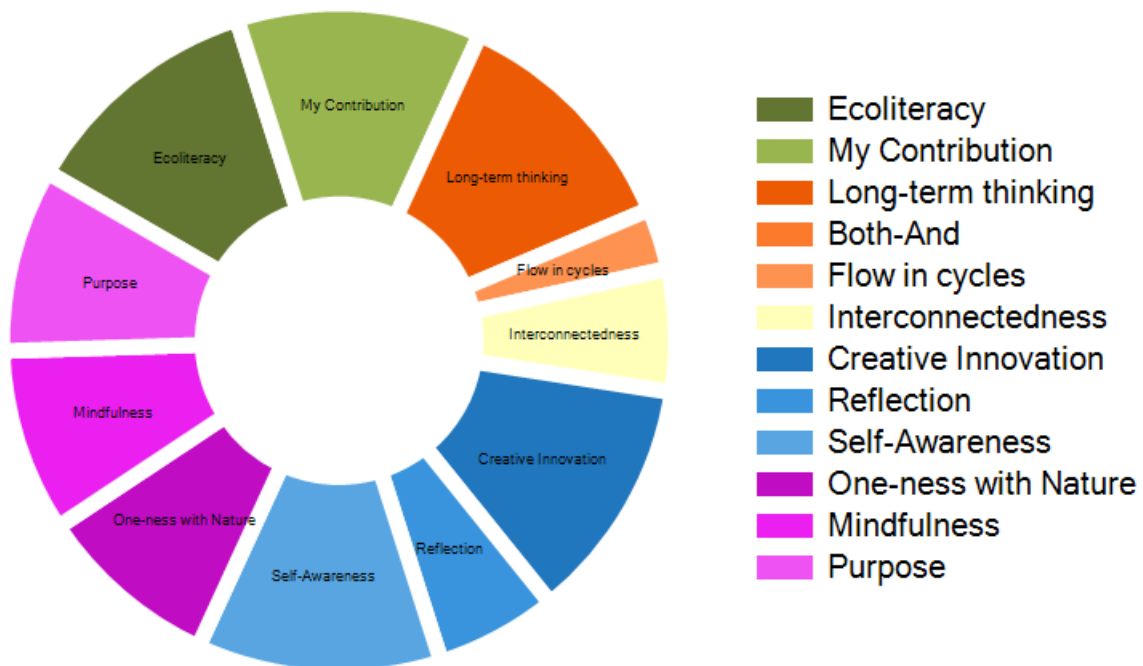 My Contribution
Ecoliteracy
Long-term thinking
Flow in cycles
Purpose
Interconnectedness
Mindfulness
Creative Innovation
One-ness with Nature
Reflection
Self-Awareness
Ecoliteracy
My Contribution
Long-term thinking
Both-And
Flow in cycles
Interconnectedness
Creative Innovation
Reflection
Self-Awareness
One-ness with Nature
Mindfulness
Purpose